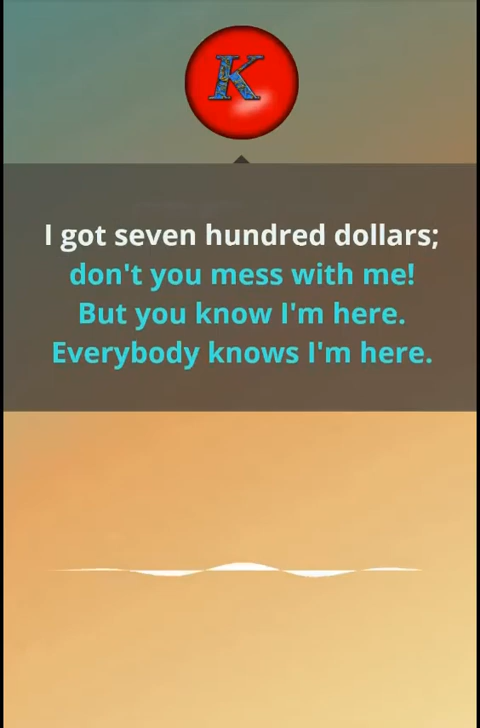 K
I got seven hundred dollars;
don't you mess with me!
But you know I'm here.
Everybody knows I'm here.